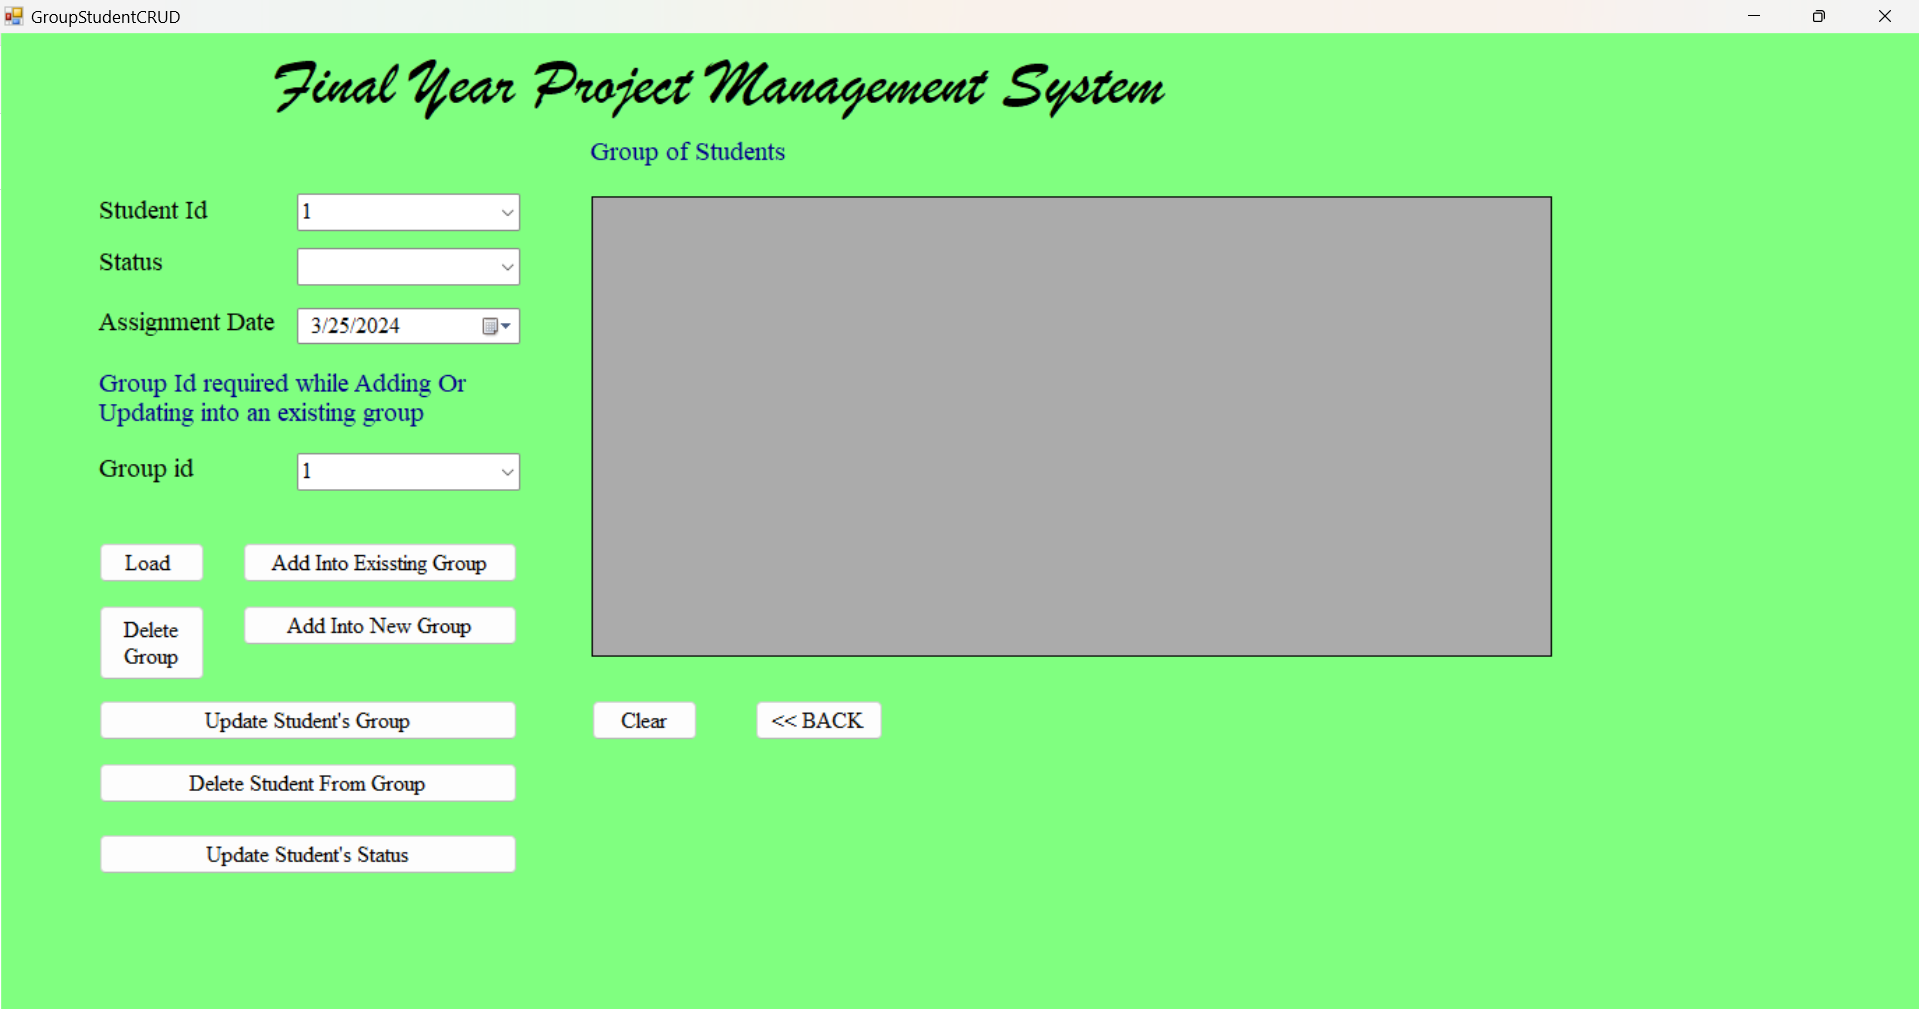 GroupStudentCRUD
Final Year Project Management System
Group of Students
Student Id
1
Status
Assignment Date
3/25/2024
Group Id required while Adding Or
Updating into an existing group
Group id
1
Load
Add Into Exissting Group
Delete
Group
Add Into New Group
Update Student's Group
Clear
<< BACK
Delete Student From Group
Update Student's Status